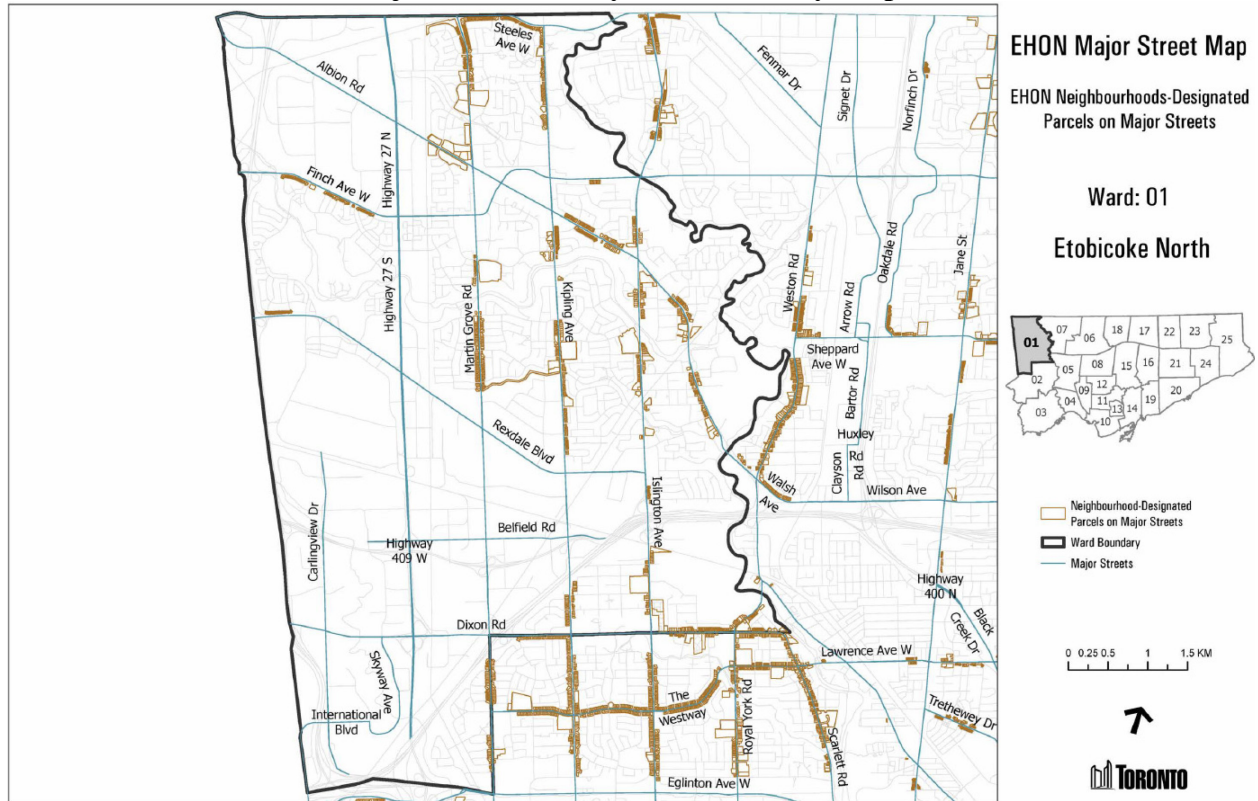 Steeles
Ave W
Albion Rd
Fenmar Dr
Signet Dr
Norfinch Dr
Highway 27 N
Finch Ave W
Highway 27 S
Martin Grove Rd
Kipling Ave
Weston Rd
Arrow Rd
Oakdale Rd
Jane St
Sheppard
Ave W
Bartor Rd
Rexdale Blvd
Huxley
Rd
Clayson
Rd
Walsh
Ave
Wilson Ave
Islington Ave
Carlingview Dr
Belfield Rd
Highway
409 W
Highway
400 N
Black
Creek Dr
Dixon Rd
Lawrence Ave W
Skyway Ave
The
Westway
Royal York Rd
Scarlett Rd
Trethewey Dr
International
Blvd
Eglinton Ave W
EHON Major Street Map
EHON Neighbourhoods-Designated
Parcels on Major Streets
Ward: 01
Etobicoke North
01
07
06
18
17
22
23
25
05
08
15
16
21
24
02
09
12
04
11
13
14
19
20
03
10
Neighbourhood-Designated
Parcels on Major Streets
Ward Boundary
Major Streets
0 0.25 0.5 1 1.5 KM
TORONTO